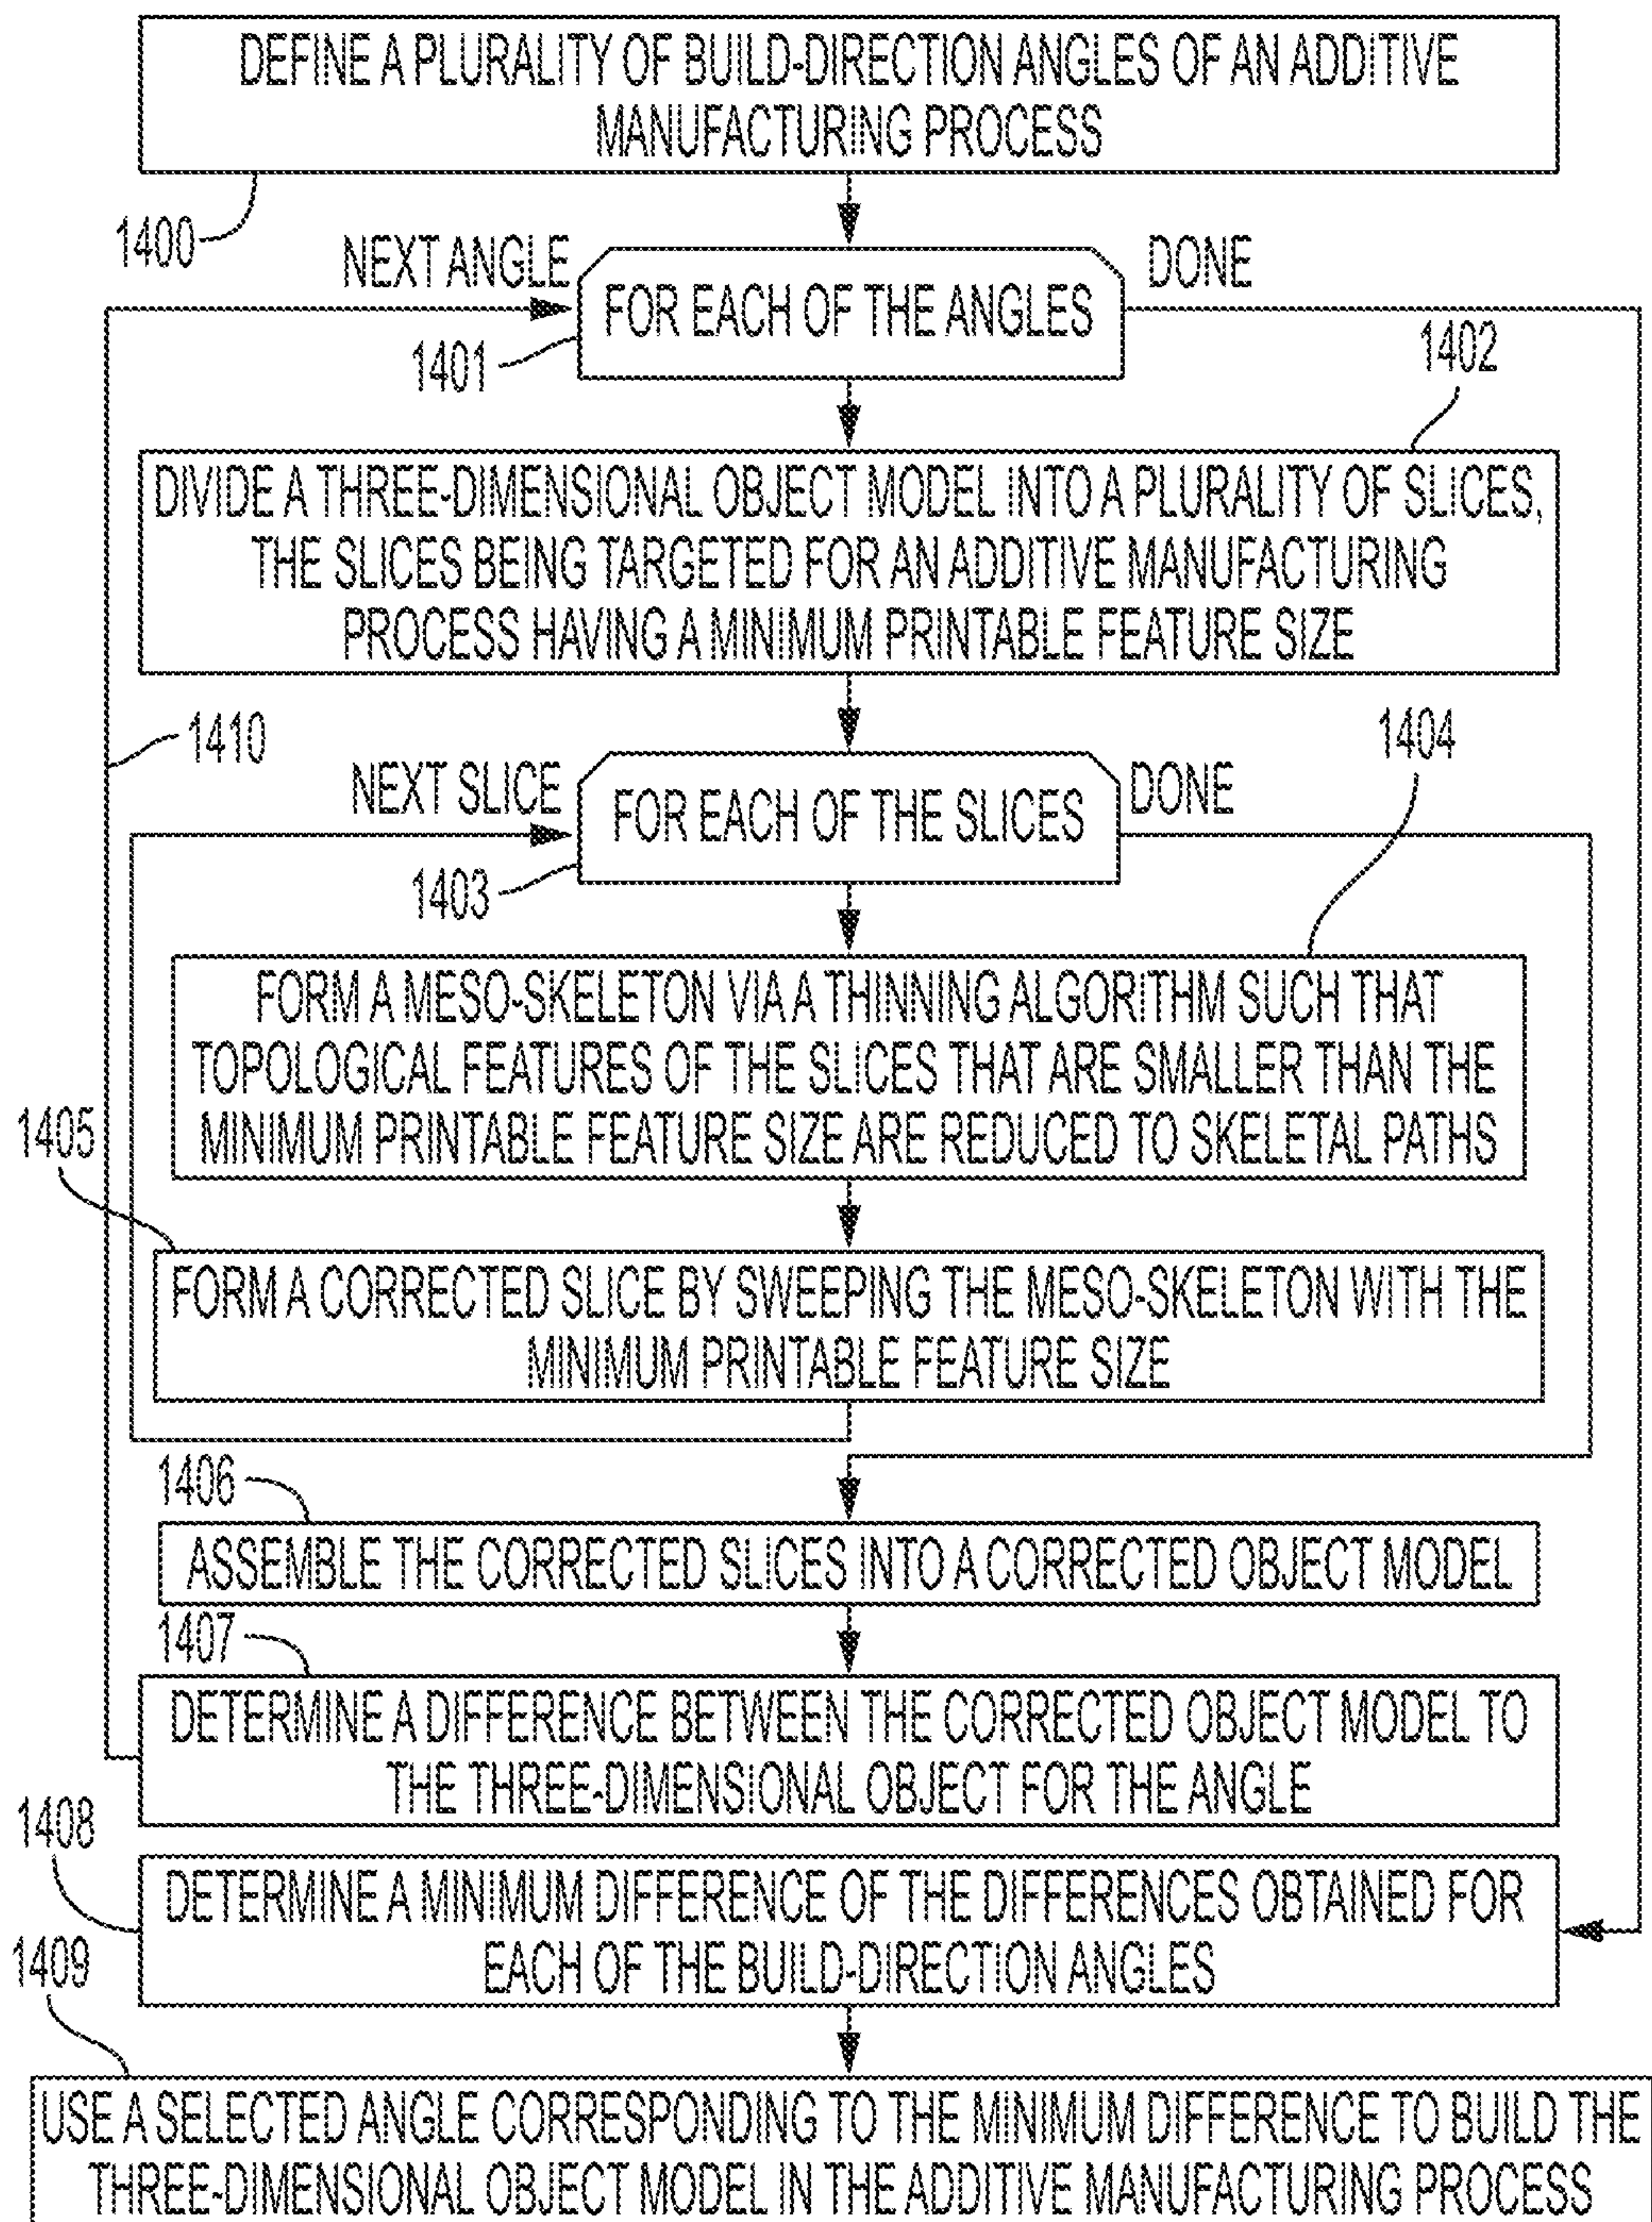 DEFINE A PLURALITY OF BUILD-DIRECTION ANGLES OF AN ADDITIVE
MANUFACTURING PROCESS
1400
NEXT ANGLE
DONE
FOR EACH OF THE ANGLES
1401
1402
DIVIDE A THREE-DIMENSIONAL OBJECT MODEL INTO A PLURALITY OF SLICES,
THE SLICES BEING TARGETED FOR AN ADDITIVE MANUFACTURING
PROCESS HAVING A MINIMUM PRINTABLE FEATURE SIZE
1410
1404
NEXT SLICE
DONE
FOR EACH OF THE SLICES
1403
FORM A MESO-SKELETON VIA A THINNING ALGORITHM SUCH THAT
TOPOLOGICAL FEATURES OF THE SLICES THAT ARE SMALLER THAN THE
MINIMUM PRINTABLE FEATURE SIZE ARE REDUCED TO SKELETAL PATHS
1405
FORM A CORRECTED SLICE BY SWEEPING THE MESO-SKELETON WITH THE
MINIMUM PRINTABLE FEATURE SIZE
1406
ASSEMBLE THE CORRECTED SLICES INTO A CORRECTED OBJECT MODEL
1407
DETERMINE A DIFFERENCE BETWEEN THE CORRECTED OBJECT MODEL TO
THE THREE-DIMENSIONAL OBJECT FOR THE ANGLE
1408
DETERMINE A MINIMUM DIFFERENCE OF THE DIFFERENCES OBTAINED FOR
EACH OF THE BUILD-DIRECTION ANGLES
1409
USE A SELECTED ANGLE CORRESPONDING TO THE MINIMUM DIFFERENCE TO BUILD THE
THREE-DIMENSIONAL OBJECT MODEL IN THE ADDITIVE MANUFACTURING PROCESS